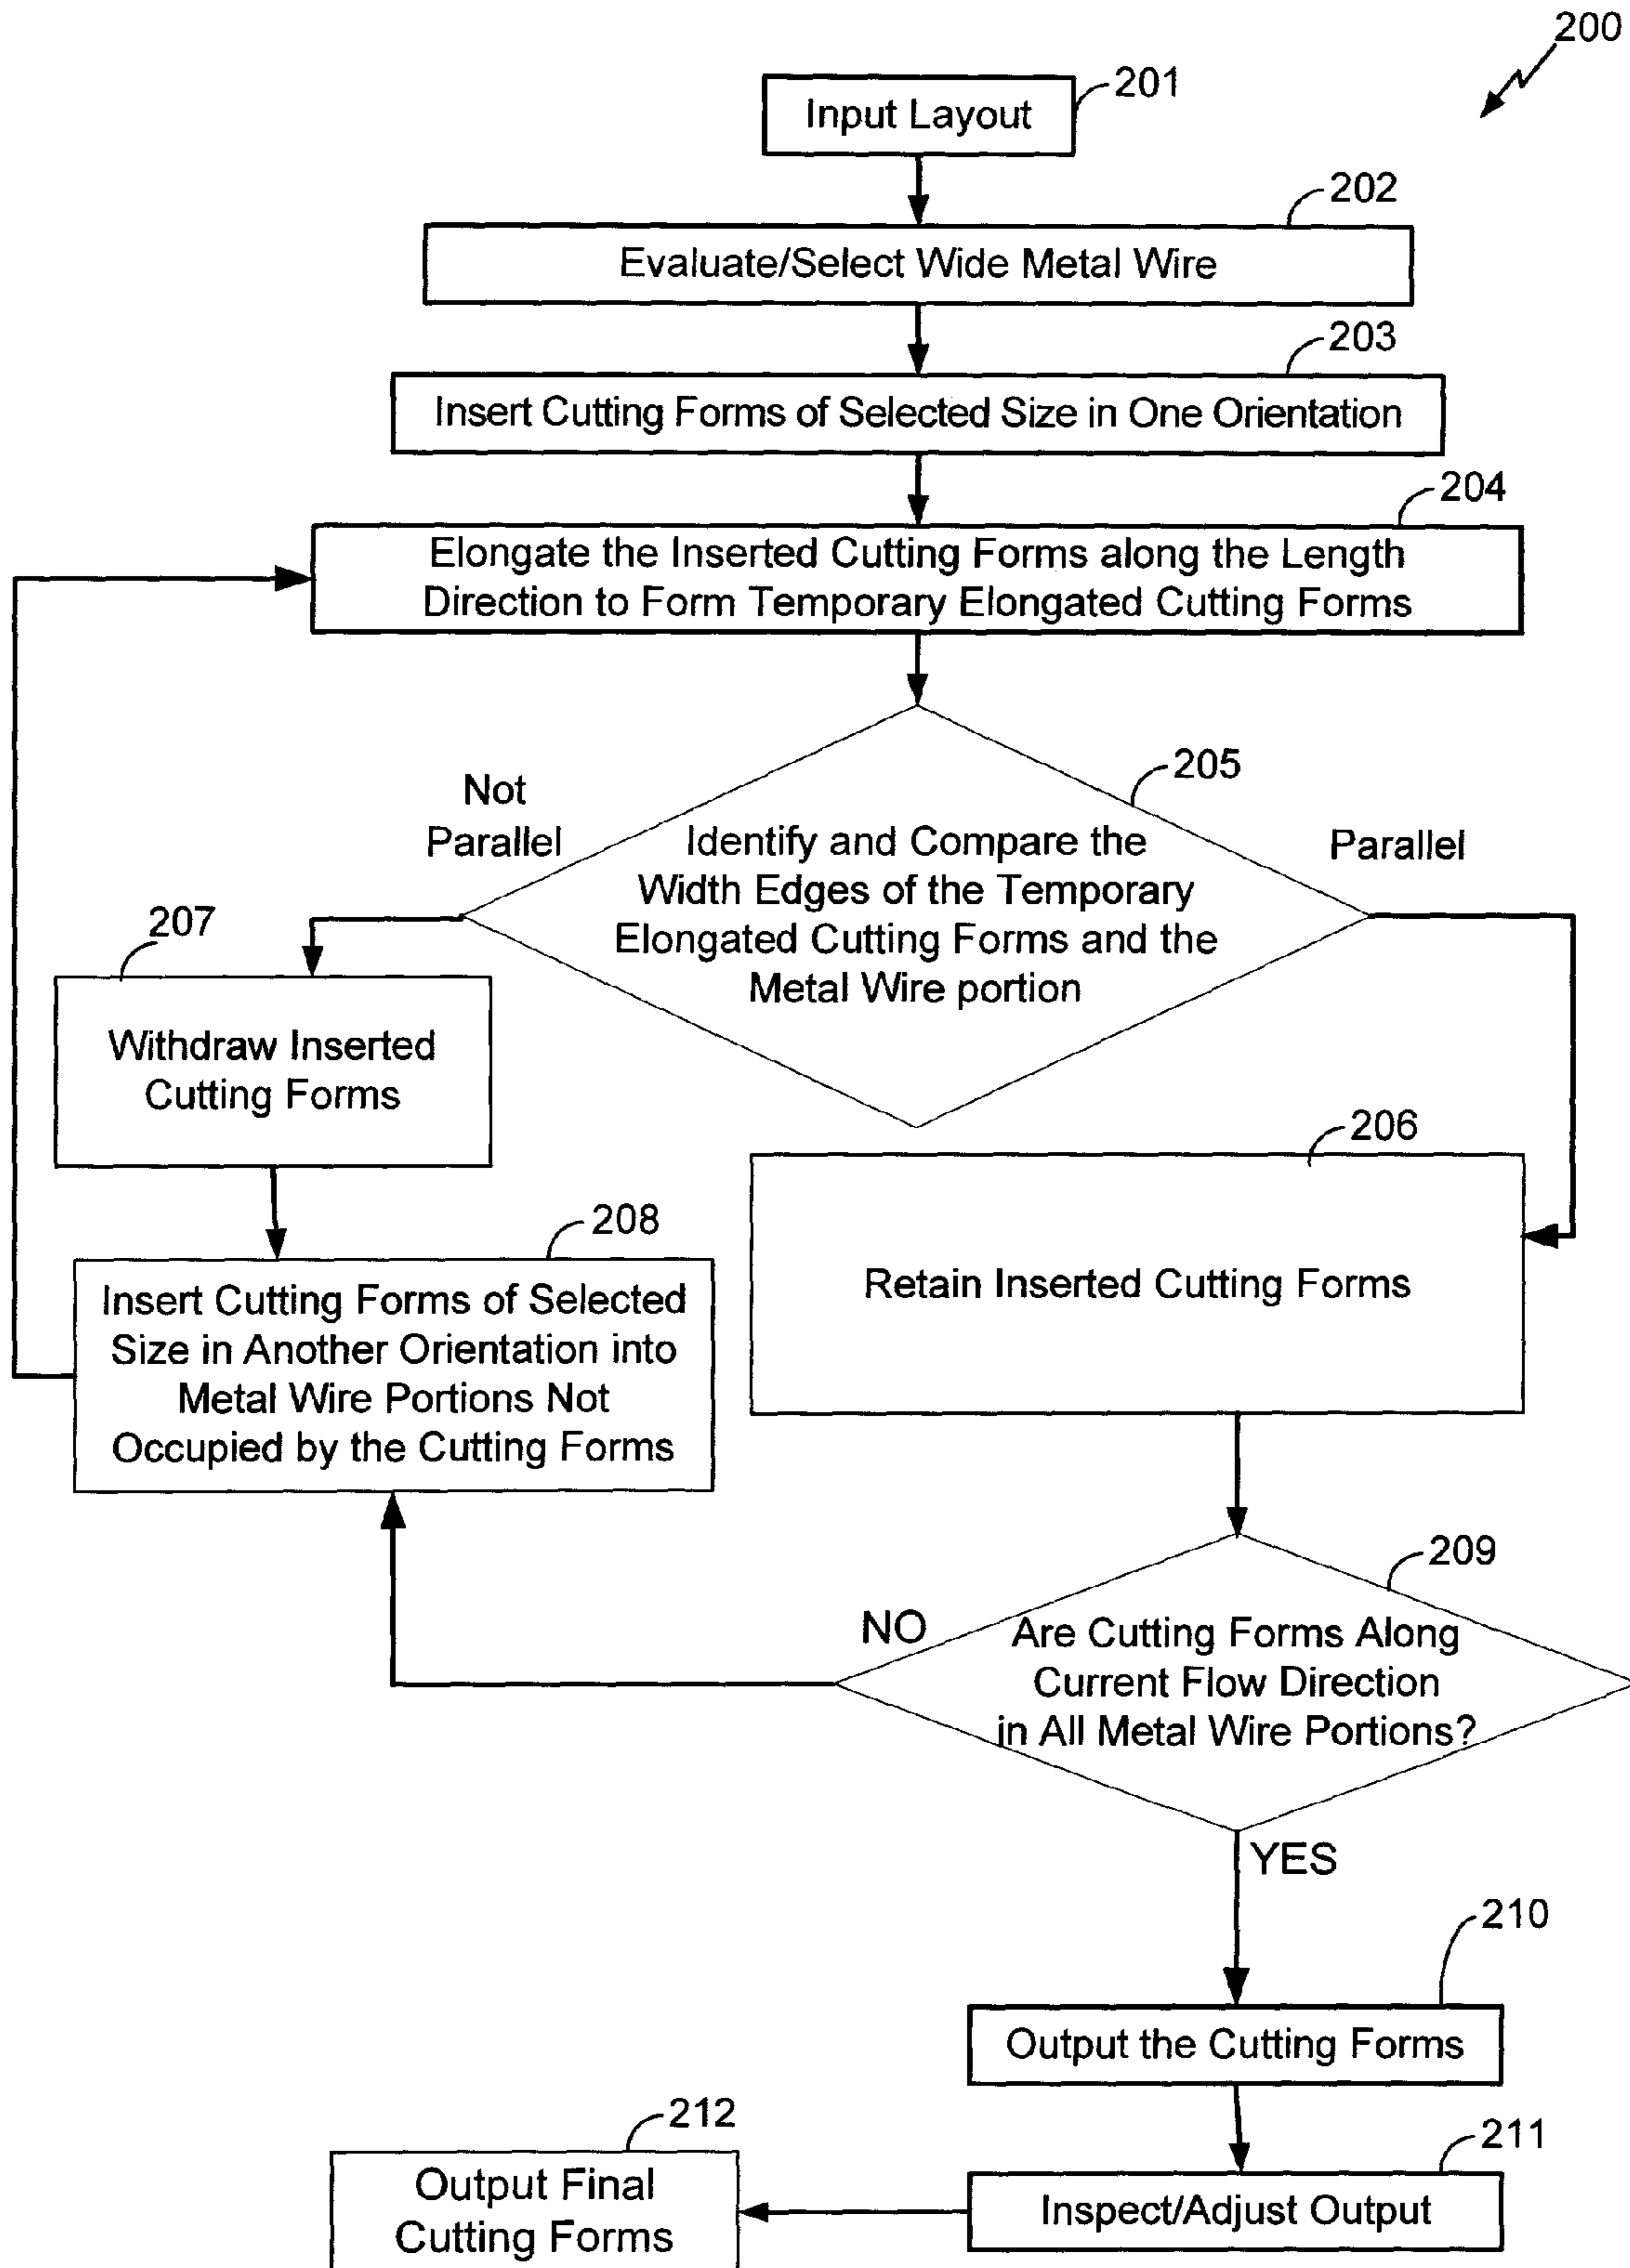 200
201
Input Layout
202
Evaluate/Select Wide Metal Wire
203
Insert Cutting Forms of Selected Size in One Orientation
204
Elongate the Inserted Cutting Forms along the Length
Direction to Form Temporary Elongated Cutting Forms
205
Not
Parallel
Identify and Compare the
Width Edges of the Temporary
Elongated Cutting Forms and the
Metal Wire portion
Parallel
207
Withdraw Inserted
Cutting Forms
206
Retain Inserted Cutting Forms
208
Insert Cutting Forms of Selected
Size in Another Orientation into
Metal Wire Portions Not
Occupied by the Cutting Forms
209
NO
Are Cutting Forms Along
Current Flow Direction
in All Metal Wire Portions?
YES
210
Output the Cutting Forms
211
Inspect/Adjust Output
212
Output Final
Cutting Forms